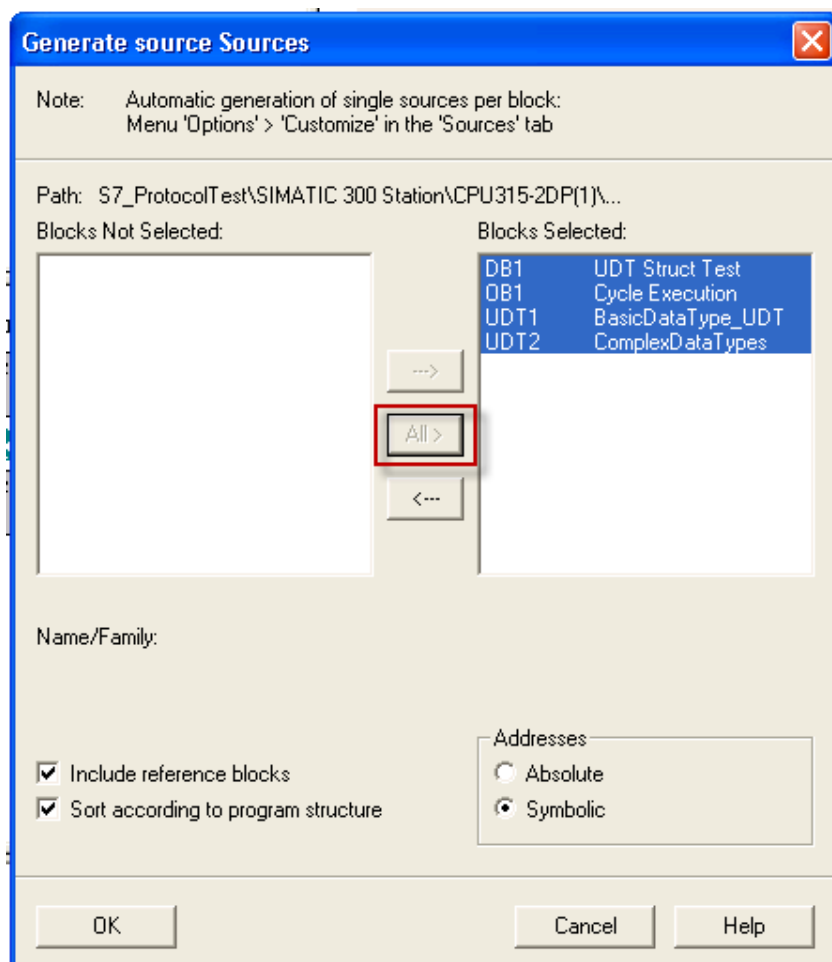 Generate source Sources
Note: Automatic generation of single sources per block:
Menu 'Options' > 'Customize' in the 'Sources' tab
Path: S7_ProtocolTest\SIMATIC 300 Station\CPU315-2DP(1)\...
Blocks Not Selected:
Blocks Selected:
DB1 UDT Struct Test
OB1 Cycle Execution
UDT1 BasicDataType_UDT
UDT2 ComplexDataTypes
--->
All >
<---
Name/Family:
Include reference blocks
Sort according to program structure
Addresses
Absolute
Symbolic
OK
Cancel
Help